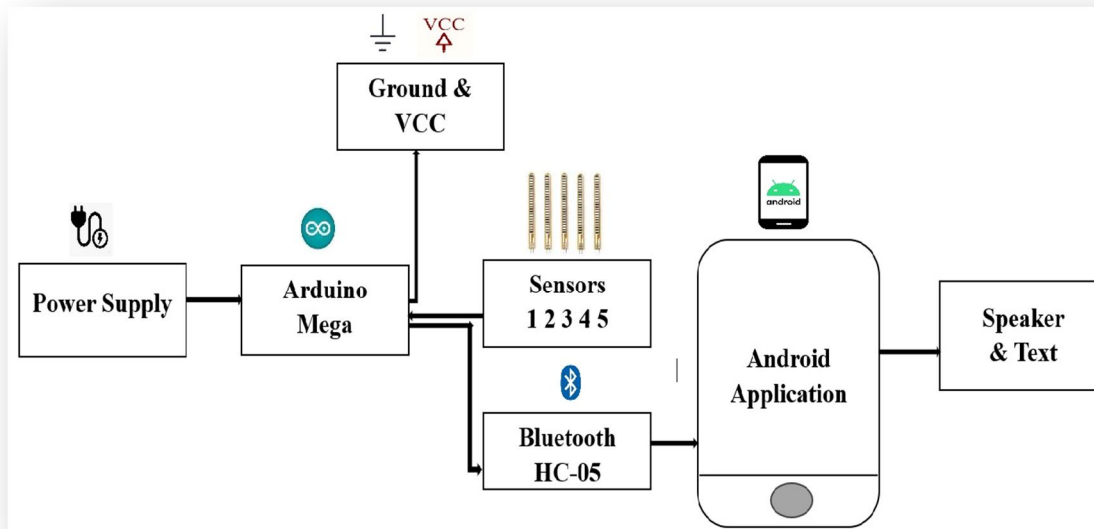 VCC
Ground &
VCC
Power Supply
Arduino
Mega
Sensors
1 2 3 4 5
Bluetooth
HC-05
android
Android
Application
Speaker
& Text